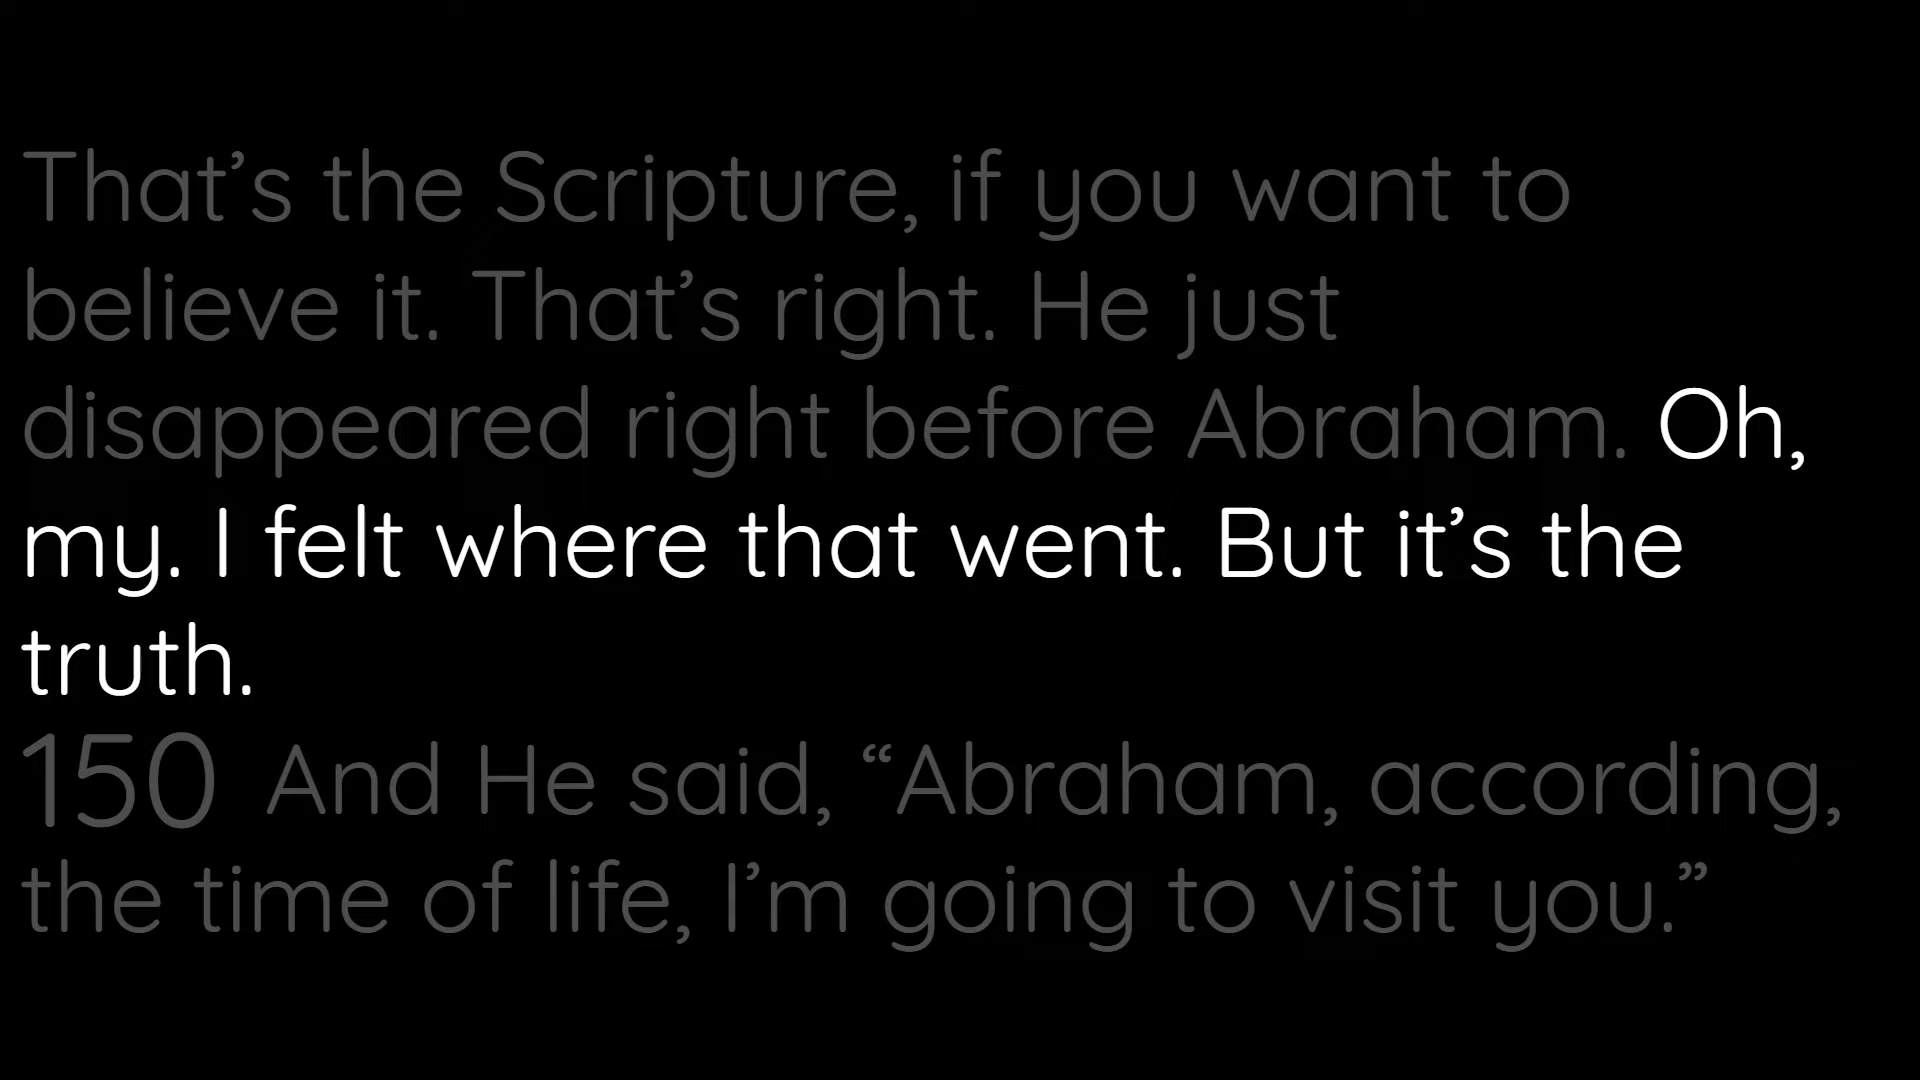 That’s the Scripture, if you want to
believe it. That’s right. He just
disappeared right before Abraham. Oh,
my. I felt where that went. But it’s the
truth.
150 And He said, “Abraham, according,
the time of life, I’m going to visit you.”